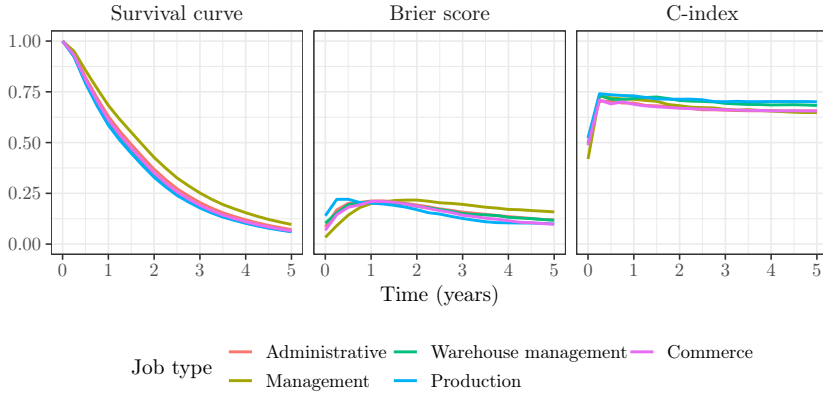 Survival curve Brier score C-index
1.00
0.75
0.50
0.25
0.00
0 1 2 3 4 5 0 1 2 3 4 5 0 1 2 3 4 5
Time (years)
Job type
Administrative Warehouse management Commerce
Management Production